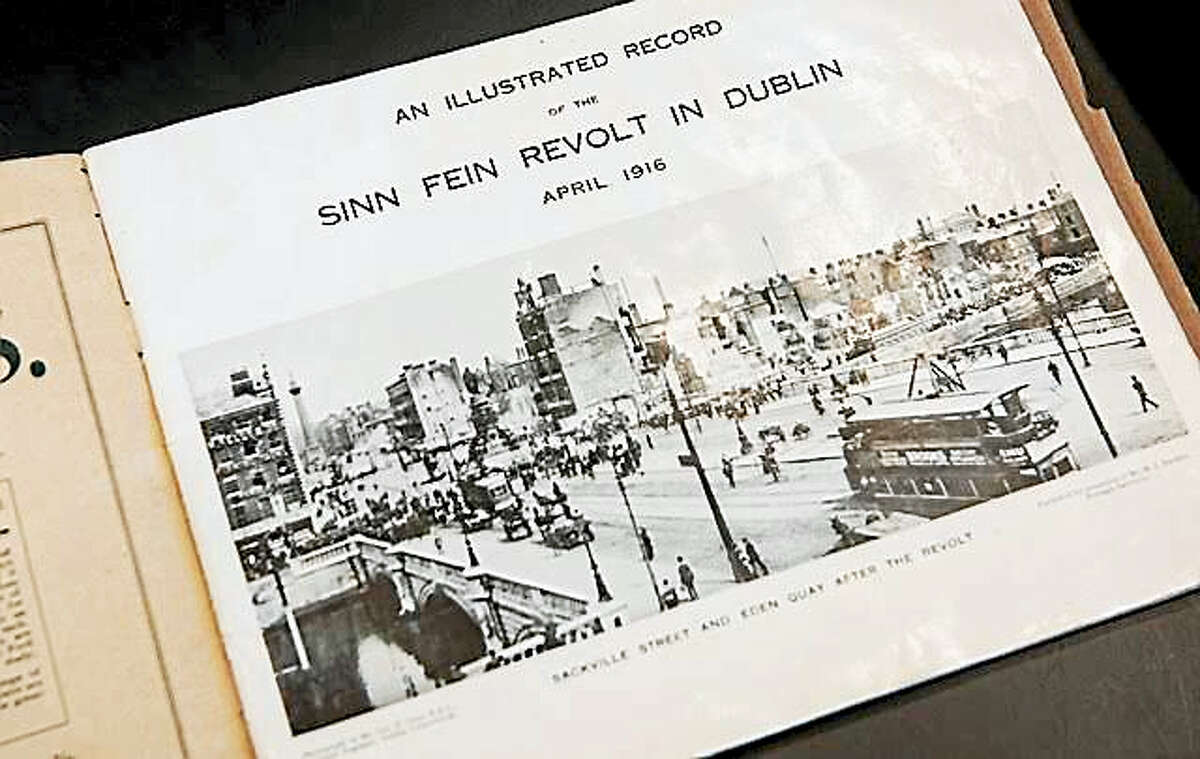 AN ILLUSTRATED RECORD
OF THE
SINN FEIN REVOLT IN DUBLIN
APRIL 1916
SACKVILLE STREET AND EDEN QUAY AFTER THE REVOLT